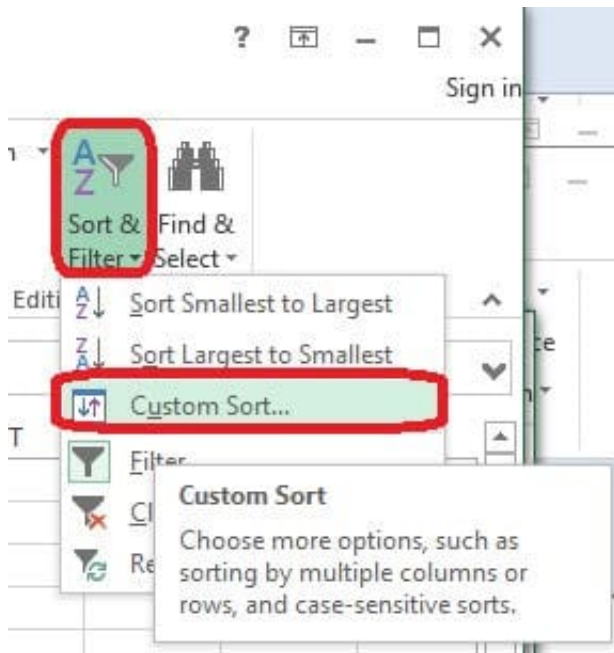 ?
Sign in
A
Z
Sort & Find &
Filter Select
A
Z
Sort Smallest to Largest
Z
A
Sort Largest to Smallest
Custom Sort...
T
Filter
Custom Sort
Choose more options, such as
sorting by multiple columns or
rows, and case-sensitive sorts.